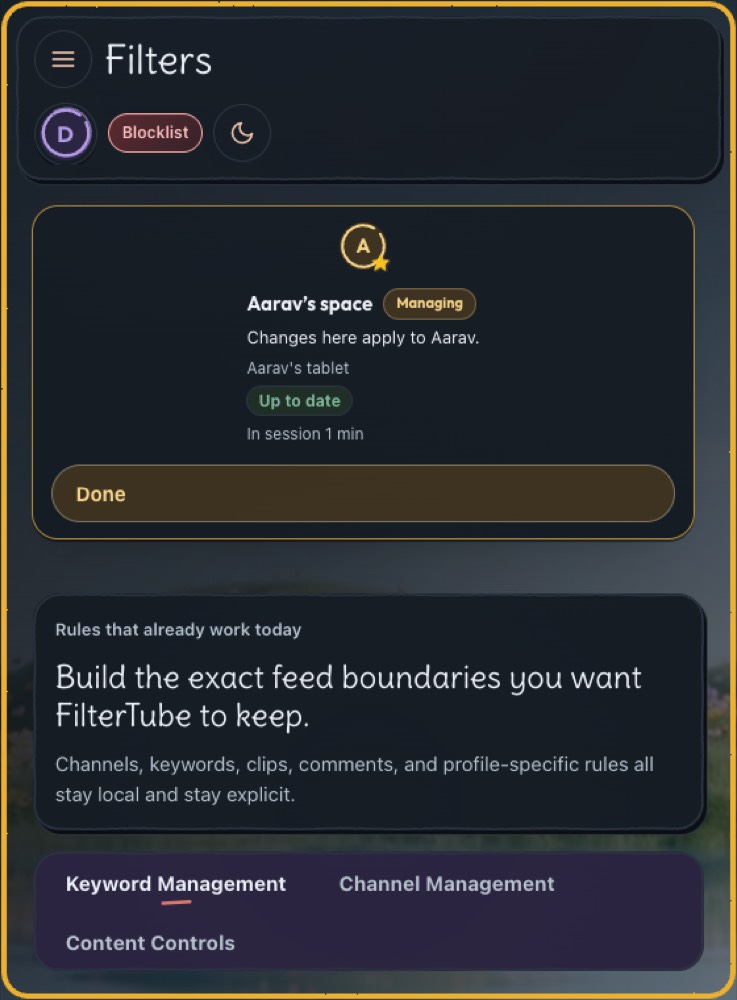 Filters
D
Blocklist
A
Aarav's space
Managing
Changes here apply to Aarav.
Aarav's tablet
Up to date
In session 1 min
Done
Rules that already work today
Build the exact feed boundaries you want
FilterTube to keep.
Channels, keywords, clips, comments, and profile-specific rules all
stay local and stay explicit.
Keyword Management
Channel Management
Content Controls